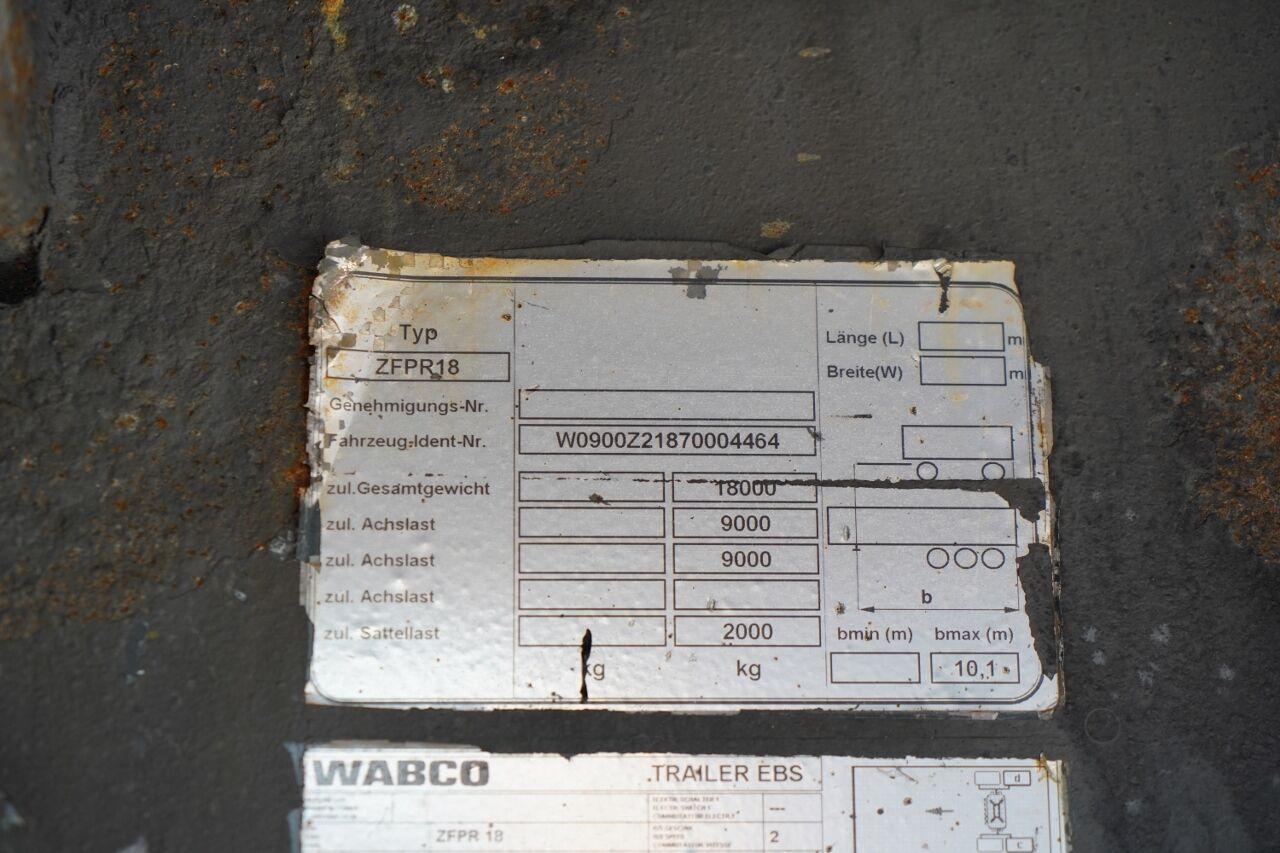 Typ
ZFPR18
Länge (L) m
Breite(W) m
Genehmigungs-Nr.
Fahrzeug-Ident-Nr. W0900Z21870004464
zul.Gesamtgewicht 18000
zul. Achslast 9000
zul. Achslast 9000
zul. Achslast
b
zul. Sattellast 2000
bmin (m) bmax (m)
kg kg
10,1
WABCO TRAILER EBS
d
ZFPR 18
2
c